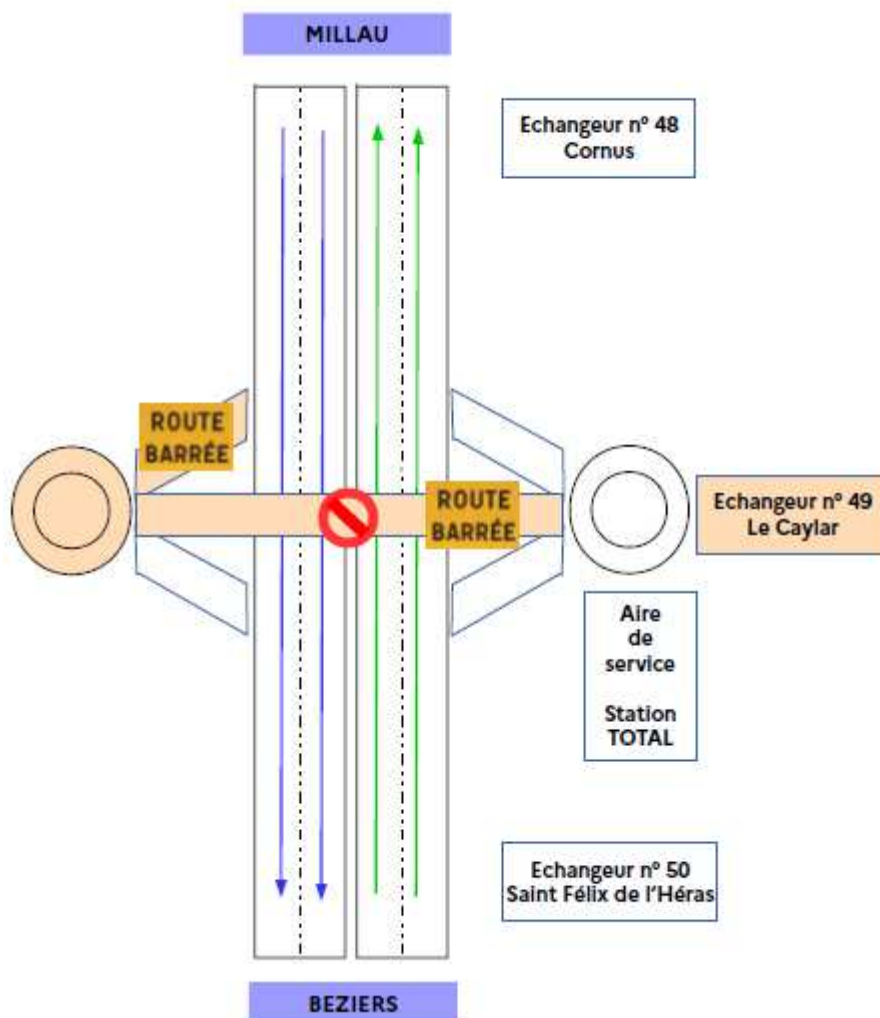 MILLAU
Echangeur n° 48
Cornus
ROUTE
BARRÉE
ROUTE
BARRÉE
Echangeur n° 49
Le Caylar
Aire
de
service
Station
TOTAL
Echangeur n° 50
Saint Félix de l'Héras
BEZIERS